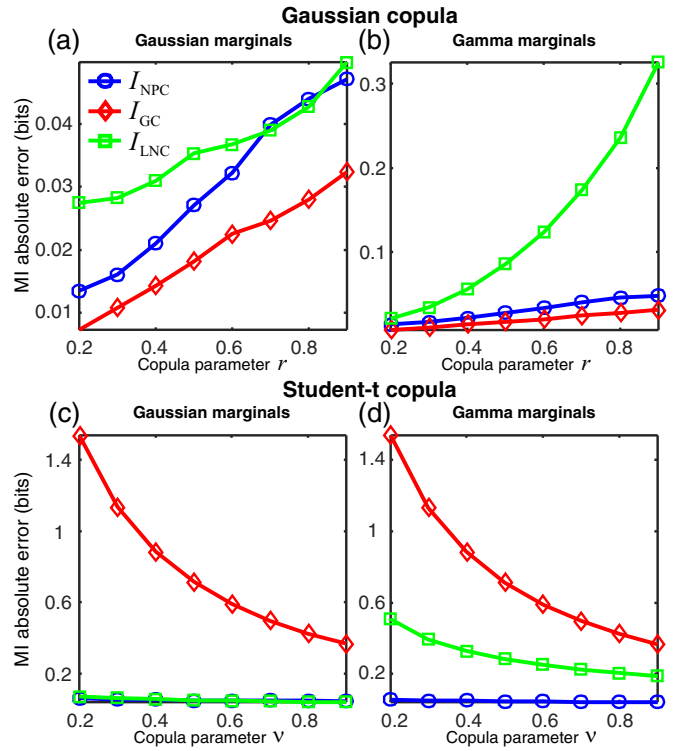 Gaussian copula
(a) Gaussian marginals
(b) Gamma marginals
MI absolute error (bits)
0.04
0.03
0.02
0.01
I_NPC
I_GC
I_LNC
0.2 0.4 0.6 0.8
Copula parameter r
0.3
0.2
0.1
0.2 0.4 0.6 0.8
Copula parameter r
Student-t copula
(c) Gaussian marginals
(d) Gamma marginals
MI absolute error (bits)
1.4
1
0.6
0.2
0.2 0.4 0.6 0.8
Copula parameter ν
1.4
1
0.6
0.2
0.2 0.4 0.6 0.8
Copula parameter ν